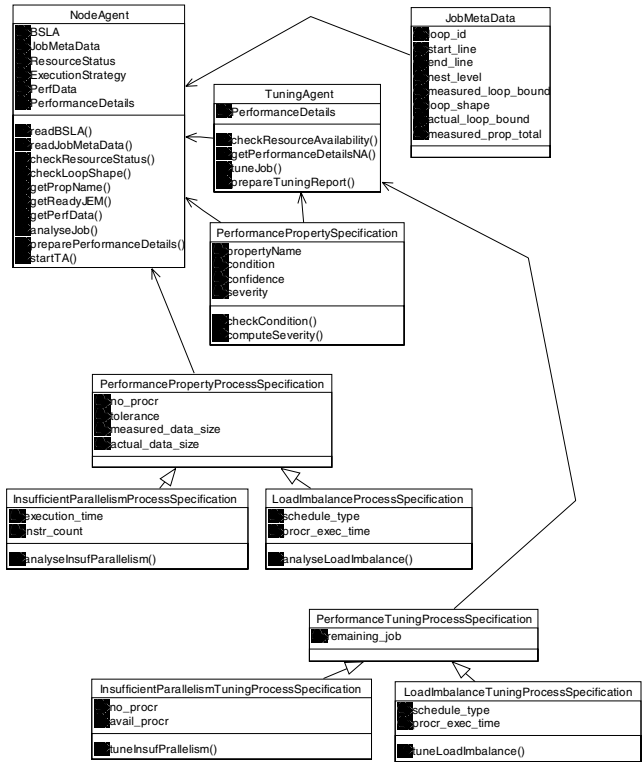 NodeAgent
BSLA
JobMetaData
ResourceStatus
ExecutionStrategy
PerfData
PerformanceDetails
readBSLA()
readJobMetaData()
checkResourceStatus()
checkLoopShape()
getPropName()
getReadyJEM()
getPerfData()
analyseJob()
preparePerformanceDetails()
startTA()
TuningAgent
PerformanceDetails
checkResourceAvailability()
getPerformanceDetailsNA()
tuneJob()
prepareTuningReport()
JobMetaData
loop_id
start_line
end_line
nest_level
measured_loop_bound
loop_shape
actual_loop_bound
measured_prop_total
PerformancePropertySpecification
propertyName
condition
confidence
severity
checkCondition()
computeSeverity()
PerformancePropertyProcessSpecification
no_procr
tolerance
measured_data_size
actual_data_size
InsufficientParallelismProcessSpecification
execution_time
instr_count
analyseInsufParallelism()
LoadImbalanceProcessSpecification
schedule_type
procr_exec_time
analyseLoadImbalance()
PerformanceTuningProcessSpecification
remaining_job
InsufficientParallelismTuningProcessSpecification
no_procr
avail_procr
tuneInsufPrallelism()
LoadImbalanceTuningProcessSpecification
schedule_type
procr_exec_time
tuneLoadImbalance()